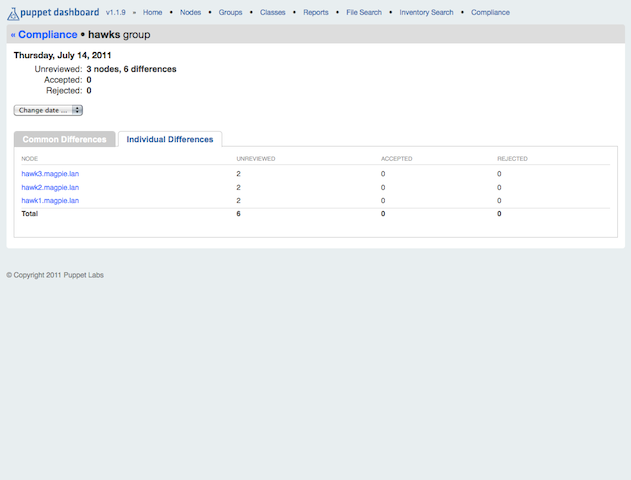 puppet dashboard v1.1.9 » Home • Nodes • Groups • Classes • Reports • File Search • Inventory Search • Compliance
« Compliance • hawks group
Thursday, July 14, 2011
Unreviewed: 3 nodes, 6 differences
Accepted: 0
Rejected: 0
Change date ...
Common Differences Individual Differences
NODE UNREVIEWED ACCEPTED REJECTED
hawk3.magpie.lan 2 0 0
hawk2.magpie.lan 2 0 0
hawk1.magpie.lan 2 0 0
Total 6 0 0
© Copyright 2011 Puppet Labs